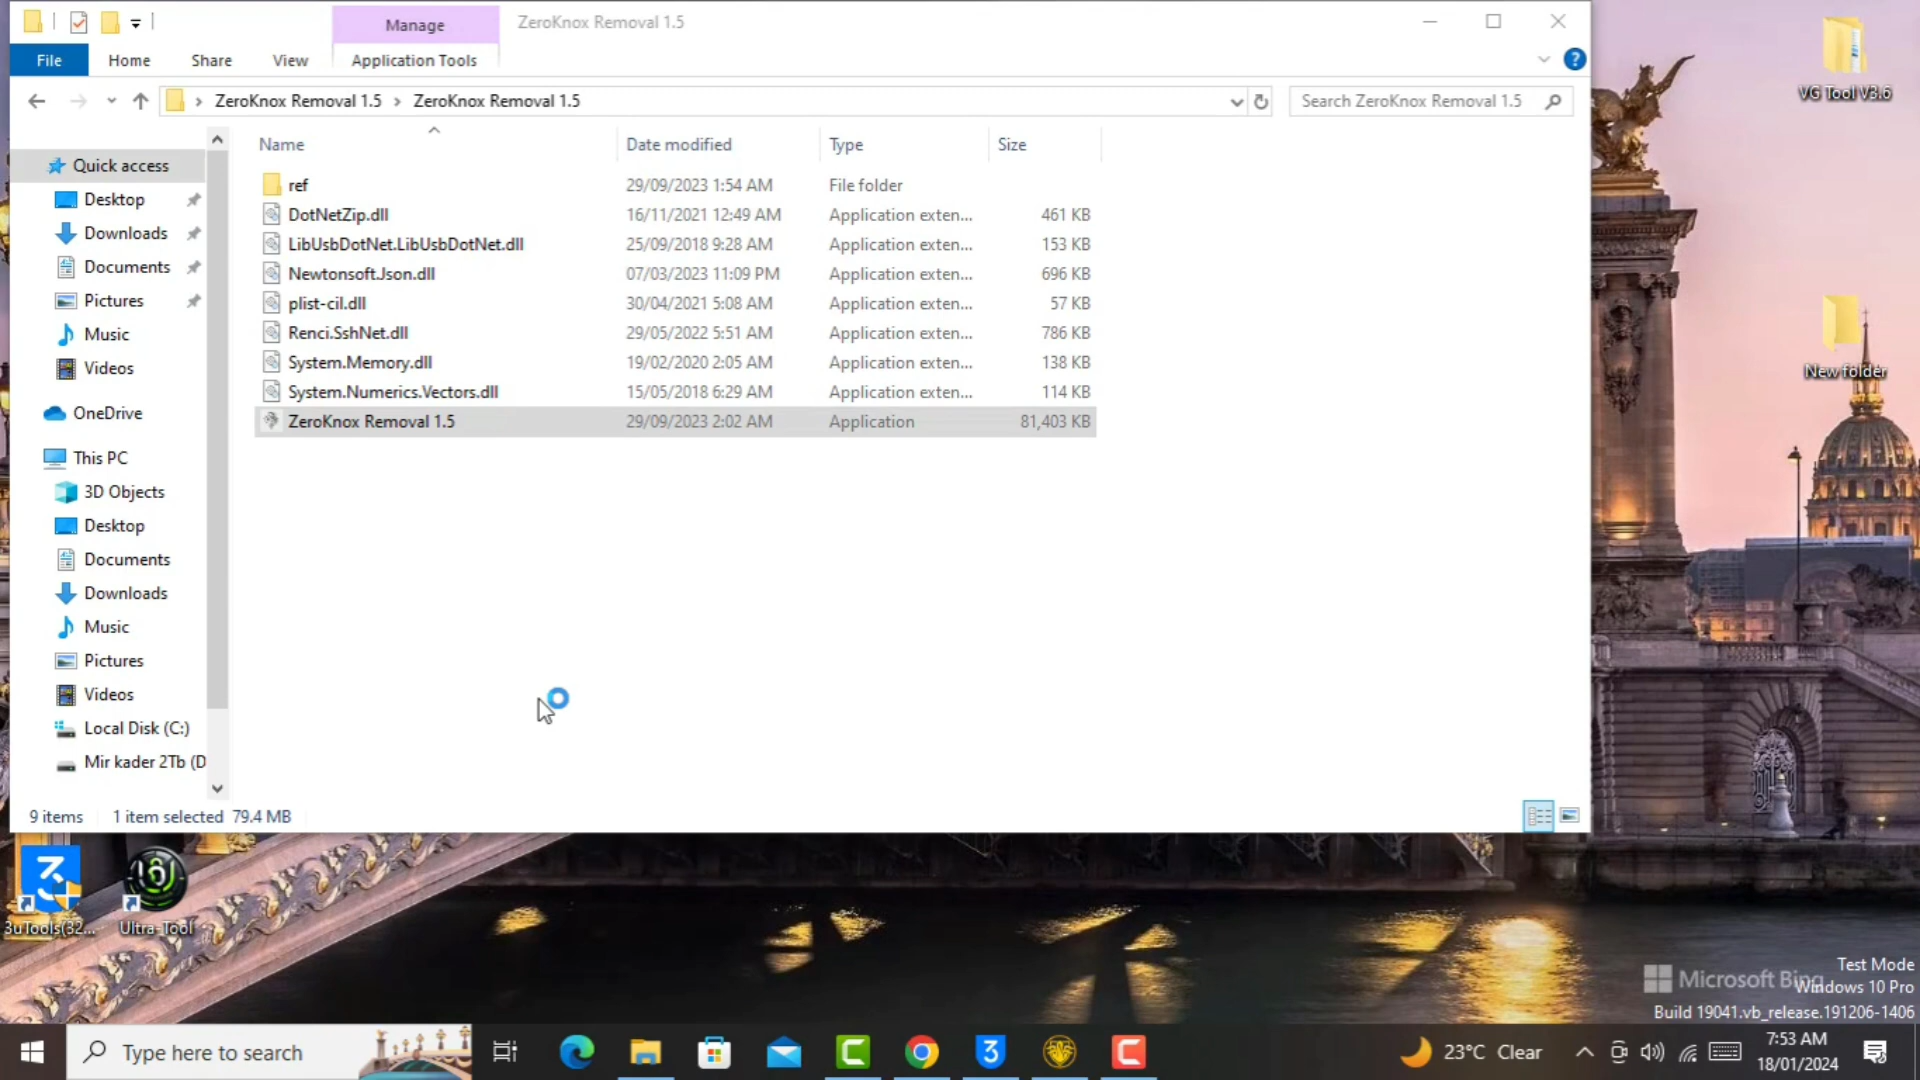 Manage
ZeroKnox Removal 1.5
File
Home
Share
View
Application Tools
ZeroKnox Removal 1.5 › ZeroKnox Removal 1.5
Search ZeroKnox Removal 1.5
Name
Date modified
Type
Size
ref 29/09/2023 1:54 AM File folder
DotNetZip.dll 16/11/2021 12:49 AM Application exten... 461 KB
LibUsbDotNet.LibUsbDotNet.dll 25/09/2018 9:28 AM Application exten... 153 KB
Newtonsoft.Json.dll 07/03/2023 11:09 PM Application exten... 696 KB
plist-cil.dll 30/04/2021 5:08 AM Application exten... 57 KB
Renci.SshNet.dll 29/05/2022 5:51 AM Application exten... 786 KB
System.Memory.dll 19/02/2020 2:05 AM Application exten... 138 KB
System.Numerics.Vectors.dll 15/05/2018 6:29 AM Application exten... 114 KB
ZeroKnox Removal 1.5 29/09/2023 2:02 AM Application 81,403 KB
Quick access
Desktop
Downloads
Documents
Pictures
Music
Videos
OneDrive
This PC
3D Objects
Desktop
Documents
Downloads
Music
Pictures
Videos
Local Disk (C:)
Mir kader 2Tb (D
9 items
1 item selected 79.4 MB
VG Tool V3.6
New folder
3uTools(32...
Ultra-Tool
Microsoft Bing
Test Mode
Windows 10 Pro
Build 19041.vb_release.191206-1406
Type here to search
23°C Clear
7:53 AM
18/01/2024